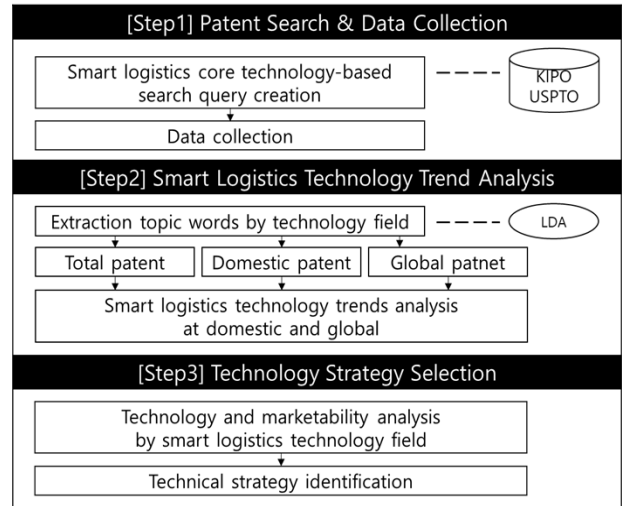 [Step1] Patent Search & Data Collection
Smart logistics core technology-based
search query creation
KIPO
USPTO
Data collection
[Step2] Smart Logistics Technology Trend Analysis
Extraction topic words by technology field
LDA
Total patent
Domestic patent
Global patnet
Smart logistics technology trends analysis
at domestic and global
[Step3] Technology Strategy Selection
Technology and marketability analysis
by smart logistics technology field
Technical strategy identification